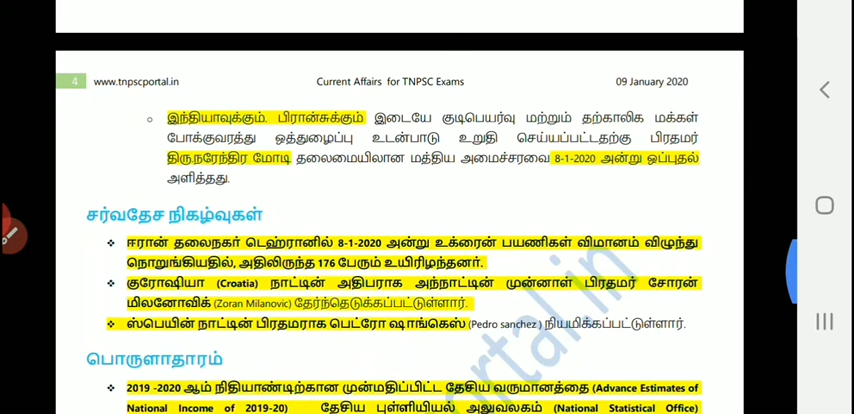 4 www.tnpscportal.in Current Affairs for TNPSC Exams 09 January 2020
இந்தியாவுக்கும். பிரான்சுக்கும் இடையே குடிபெயர்வு மற்றும் தற்காலிக மக்கள்
போக்குவரத்து ஒத்துழைப்பு உடன்பாடு உறுதி செய்யப்பட்டதற்கு பிரதமர்
திரு.நரேந்திர மோடி தலைமையிலான மத்திய அமைச்சரவை 8-1-2020 அன்று ஒப்புதல்
அளித்தது.
சர்வதேச நிகழ்வுகள்
❖ ஈரான் தலைநகர் டெஹ்ரானில் 8-1-2020 அன்று உக்ரைன் பயணிகள் விமானம் விழுந்து
நொறுங்கியதில், அதிலிருந்த 176 பேரும் உயிரிழந்தனர்.
❖ குரோஷியா (Croatia) நாட்டின் அதிபராக அந்நாட்டின் முன்னாள் பிரதமர் சோரன்
மிலனோவிக் (Zoran Milanovic) தேர்ந்தெடுக்கப்பட்டுள்ளார்.
❖ ஸ்பெயின் நாட்டின் பிரதமராக பெட்ரோ ஷாங்கெஸ் (Pedro sanchez ) நியமிக்கப்பட்டுள்ளார்.
பொருளாதாரம்
❖ 2019 -2020 ஆம் நிதியாண்டிற்கான முன்மதிப்பிட்ட தேசிய வருமானத்தை (Advance Estimates of
National Income of 2019-20) தேசிய புள்ளியியல் அலுவலகம் (National Statistical Office)
portal.in